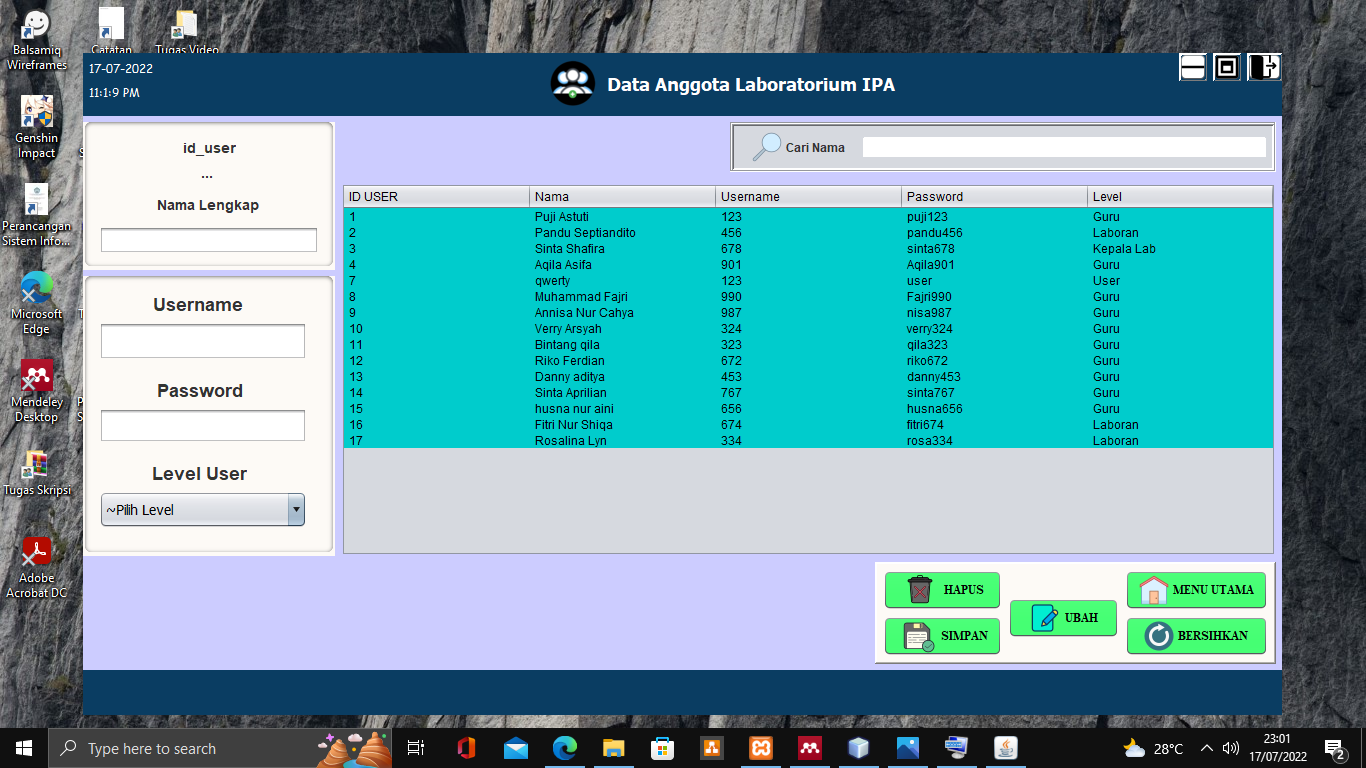 Balsamiq Wireframes
Catatan
Tugas Video
Genshin Impact
Perancangan Sistem Info...
Microsoft Edge
Mendeley Desktop
Tugas Skripsi
Adobe Acrobat DC
17-07-2022
11:1:9 PM
Data Anggota Laboratorium IPA
id_user
...
Nama Lengkap
Username
Password
Level User
~Pilih Level
Cari Nama
ID USER Nama Username Password Level
1 Puji Astuti 123 puji123 Guru
2 Pandu Septiandito 456 pandu456 Laboran
3 Sinta Shafira 678 sinta678 Kepala Lab
4 Aqila Asifa 901 Aqila901 Guru
7 qwerty 123 user User
8 Muhammad Fajri 990 Fajri990 Guru
9 Annisa Nur Cahya 987 nisa987 Guru
10 Verry Arsyah 324 verry324 Guru
11 Bintang qila 323 qila323 Guru
12 Riko Ferdian 672 riko672 Guru
13 Danny aditya 453 danny453 Guru
14 Sinta Aprilian 767 sinta767 Guru
15 husna nur aini 656 husna656 Guru
16 Fitri Nur Shiqa 674 fitri674 Laboran
17 Rosalina Lyn 334 rosa334 Laboran
HAPUS
SIMPAN
UBAH
MENU UTAMA
BERSIHKAN
Type here to search
28°C
23:01
17/07/2022
2